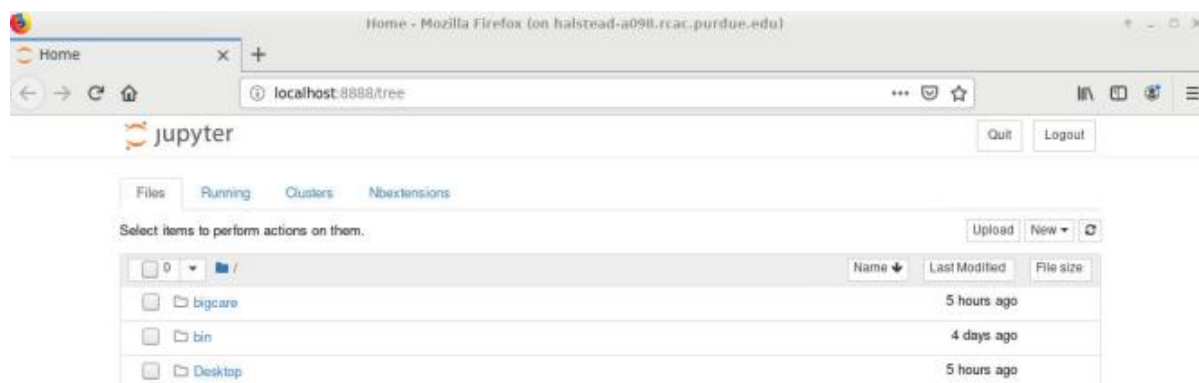 Home - Mozilla Firefox (on halstead-a098.rcac.purdue.edu)
Home
localhost:8888/tree
jupyter
Quit Logout
Files Running Clusters Nbextensions
Select items to perform actions on them.
Upload New
0 / Name Last Modified File size
bigcare 5 hours ago
bin 4 days ago
Desktop 5 hours ago